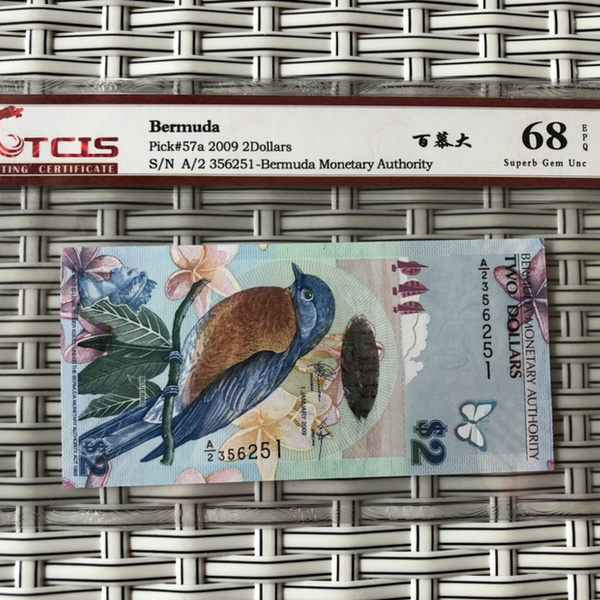 TCIS
TING CERTIFICATE
Bermuda
Pick#57a 2009 2Dollars
S/N A/2 356251-Bermuda Monetary Authority
百慕大
68
EPQ
Superb Gem Unc
BERMUDA MONETARY AUTHORITY
TWO DOLLARS
A/2 356251
1 JANUARY 2009
A/2 356251
$2
$2